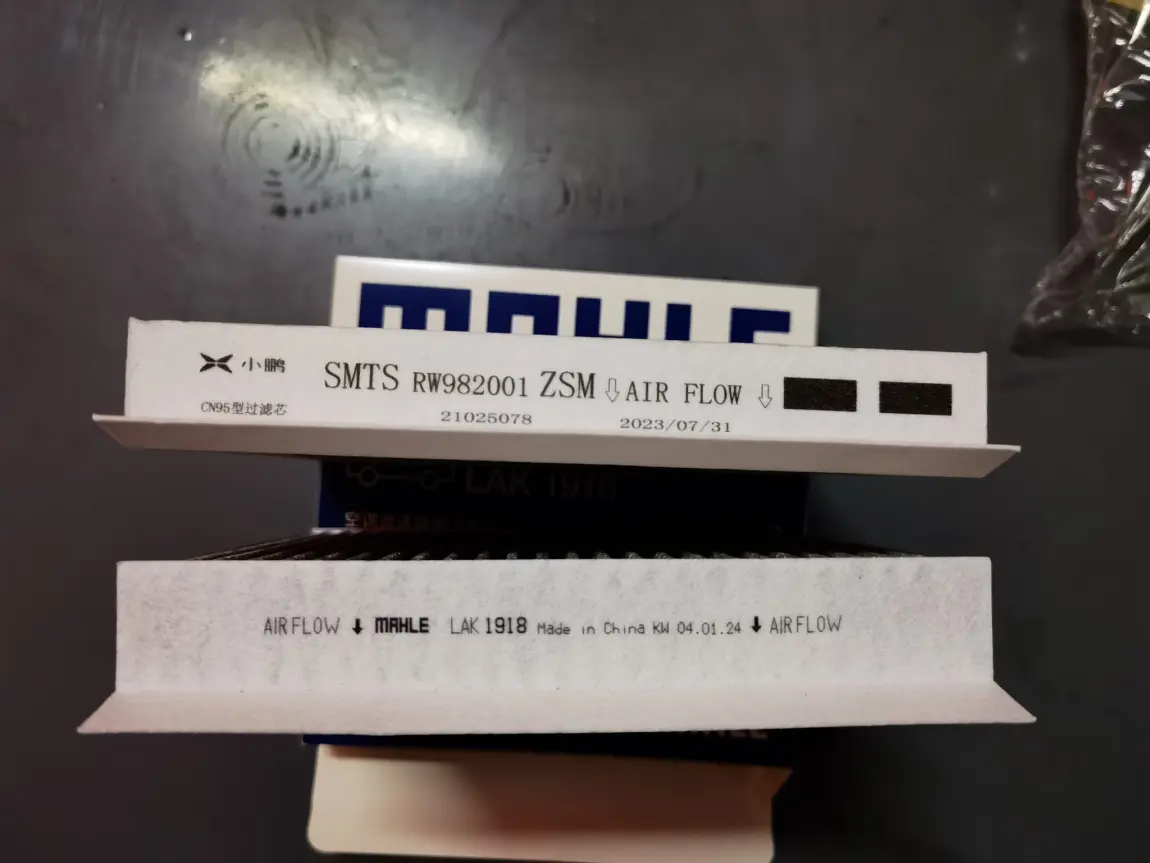 MAHLE
小鹏 SMTS RW982001 ZSM ⇩ AIR FLOW ⇩
CN95型过滤芯 21025078 2023/07/31
LAK 1918
AIRFLOW ↓ MAHLE LAK 1918 Made in China KW 04.01.24 ↓ AIRFLOW